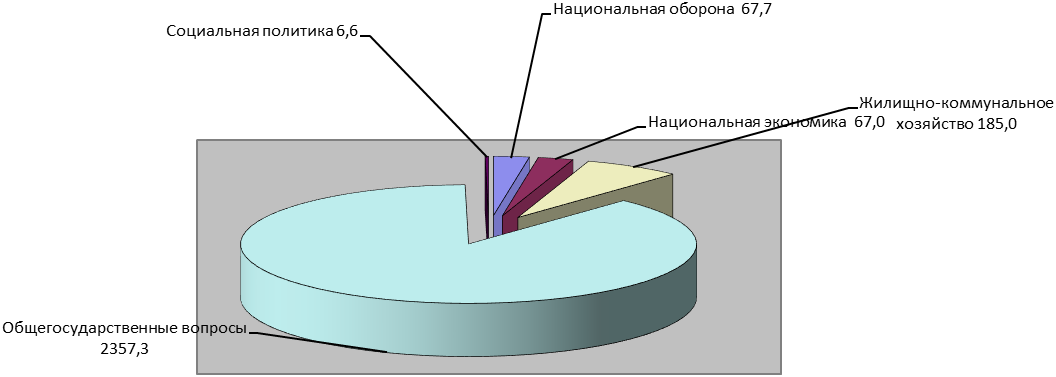 Национальная оборона  67,7
Социальная политика 6,6
Жилищно-коммунальное
хозяйство 185,0
Национальная экономика  67,0
Общегосударственные вопросы
2357,3